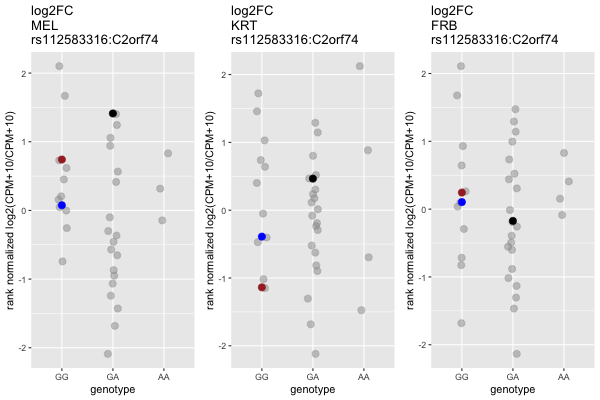 log2FC
MEL
rs112583316:C2orf74
rank normalized log2(CPM+10/CPM+10)
2
1
0
-1
-2
GG
GA
AA
genotype
log2FC
KRT
rs112583316:C2orf74
rank normalized log2(CPM+10/CPM+10)
2
1
0
-1
-2
GG
GA
AA
genotype
log2FC
FRB
rs112583316:C2orf74
rank normalized log2(CPM+10/CPM+10)
2
1
0
-1
-2
GG
GA
AA
genotype